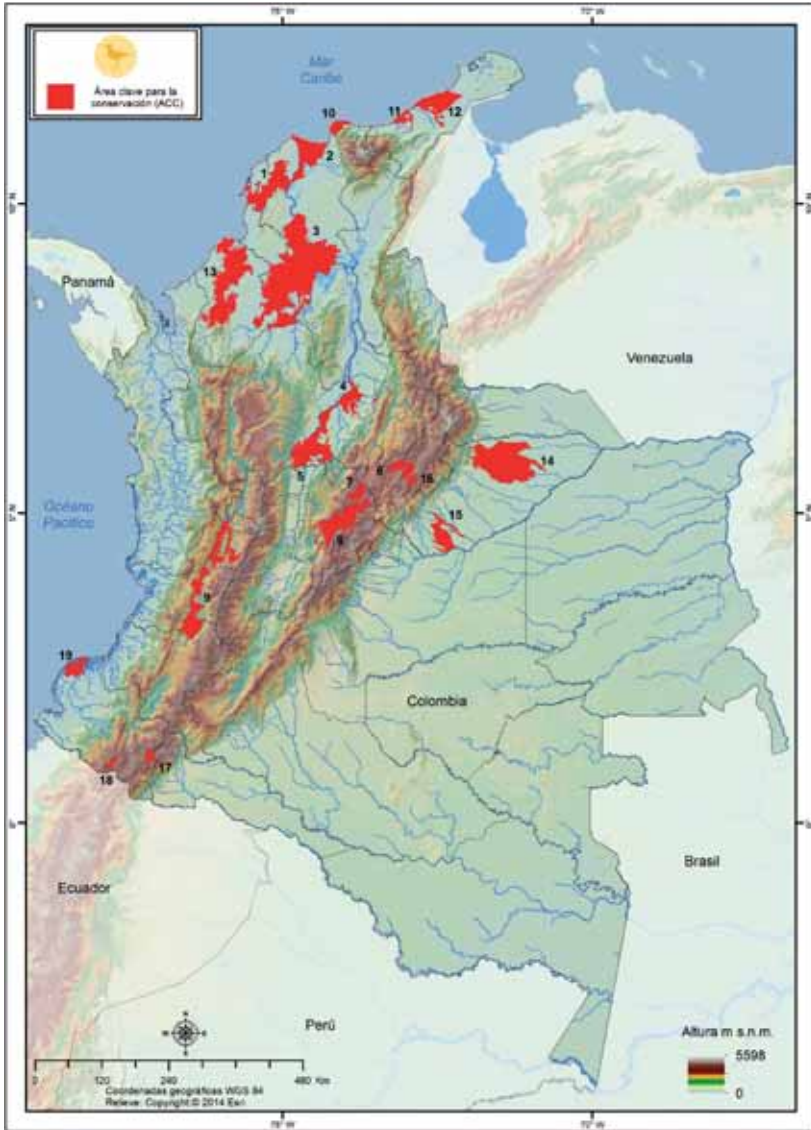 Área clave para la
conservación (ACC)
Mar
Caribe
Panamá
Venezuela
Océano
Pacífico
Colombia
Ecuador
Brasil
Perú
1
2
3
4
5
7
8
9
10
11
12
13
14
15
16
17
18
19
Altura m s.n.m.
5598
0
0 120 240 480 Km
Coordenadas geográficas WGS 84
Relieve: Copyright:© 2014 Esri